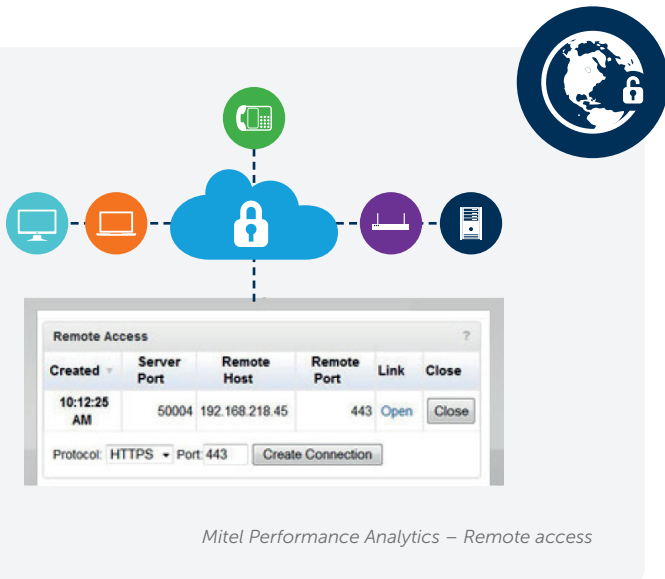 Remote Access ?
Created Server Port Remote Host Remote Port Link Close
10:12:25 AM 50004 192.168.218.45 443 Open Close
Protocol: HTTPS Port: 443 Create Connection
Mitel Performance Analytics – Remote access